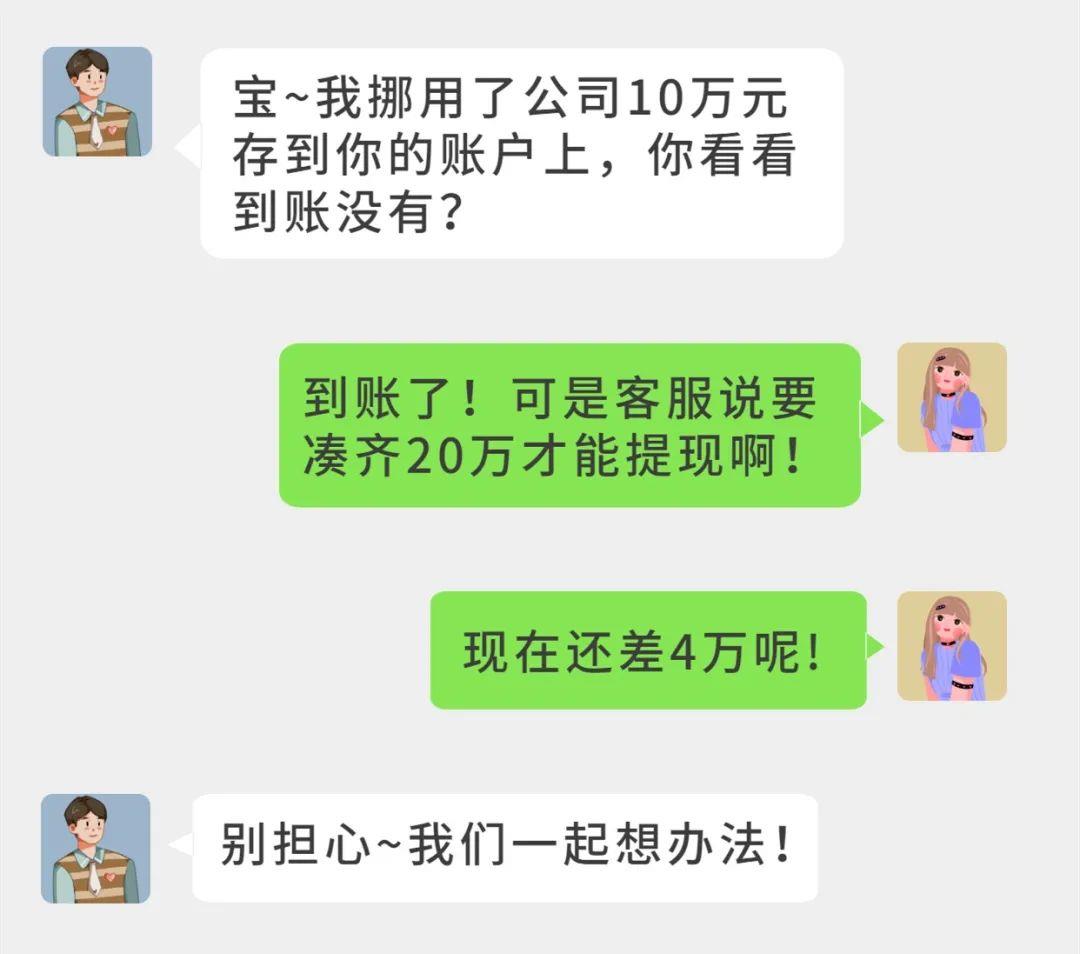 宝~我挪用了公司10万元
存到你的账户上，你看看
到账没有？
到账了！可是客服说要
凑齐20万才能提现啊！
现在还差4万呢！
别担心~我们一起想办法！